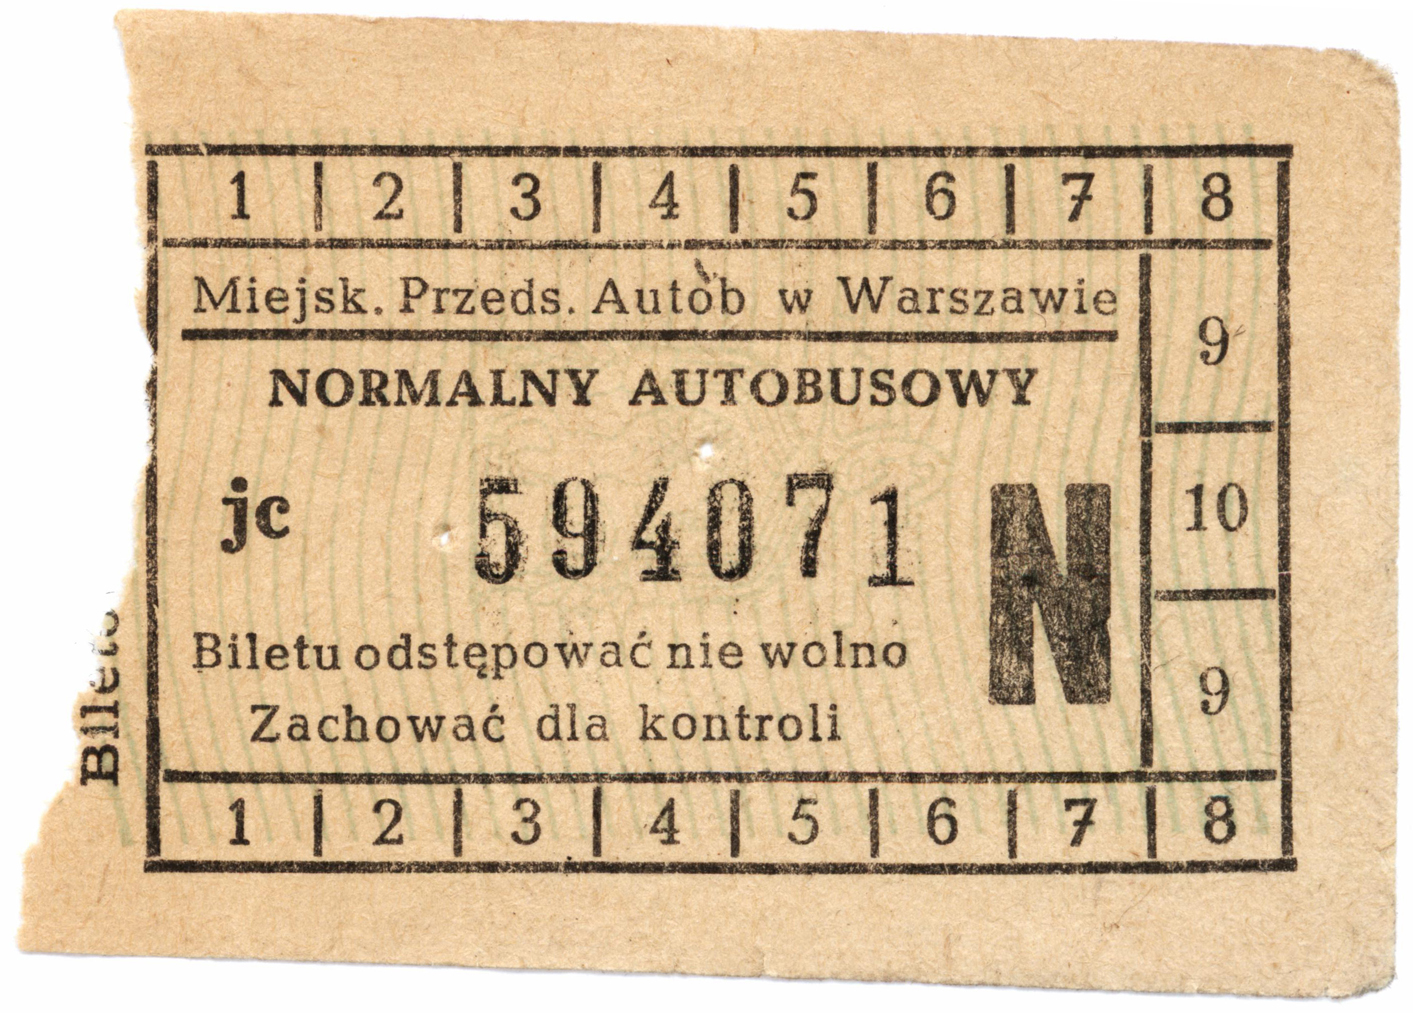 1 2 3 4 5 6 7 8
Miejsk. Przeds. Autob w Warszawie
9
NORMALNY AUTOBUSOWY
jc 594071 N
10
Biletu odstępować nie wolno
9
Zachować dla kontroli
1 2 3 4 5 6 7 8